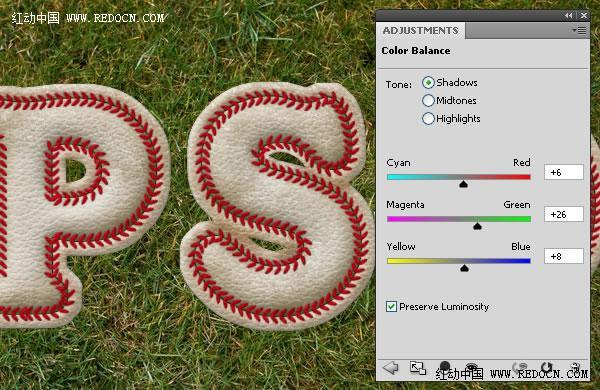 红动中国 WWW.REDOCN.COM
PS
ADJUSTMENTS
Color Balance
Tone:
Shadows
Midtones
Highlights
Cyan Red +6
Magenta Green +26
Yellow Blue +8
Preserve Luminosity
红动中国 WWW.REDOCN.COM